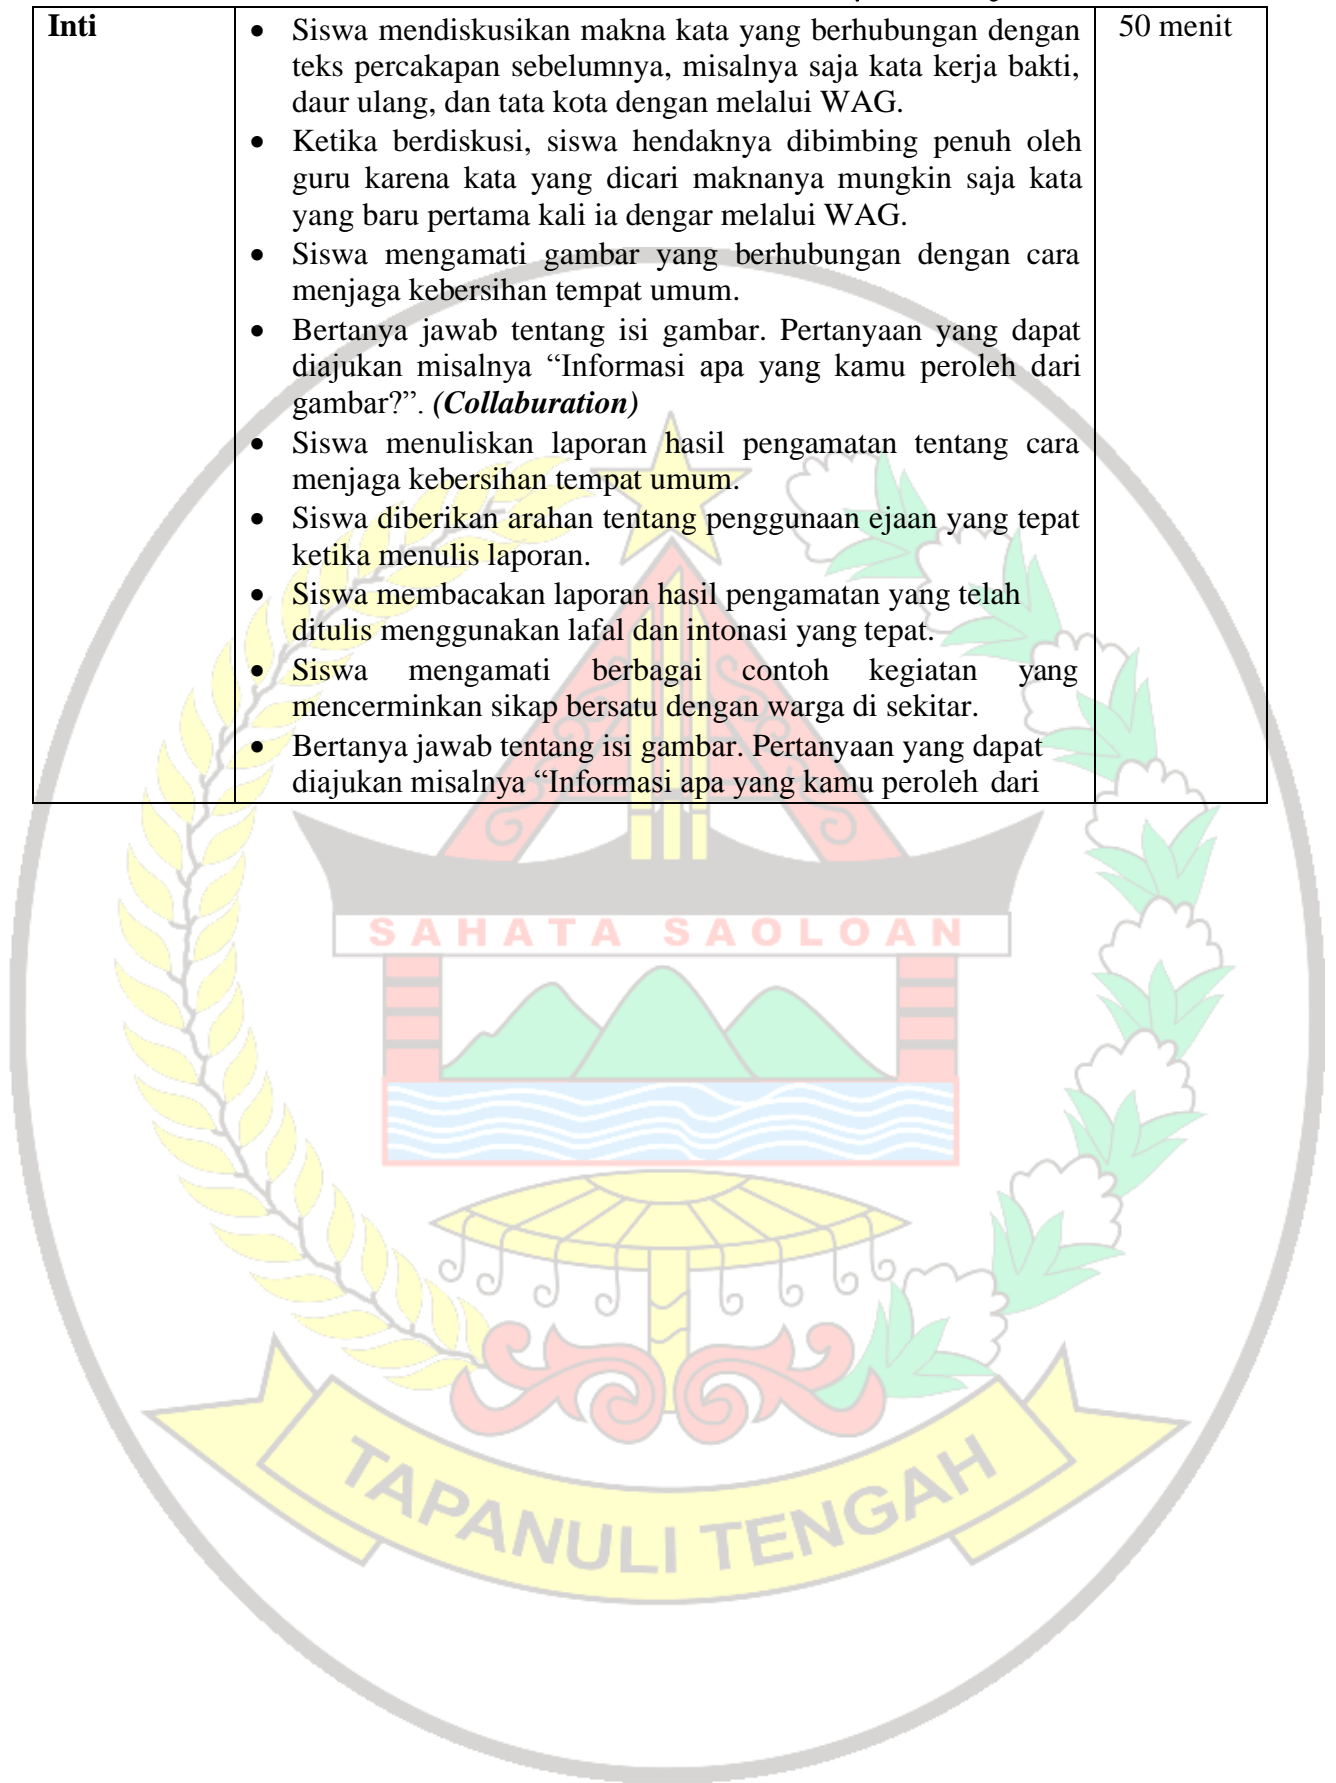 Inti
• Siswa mendiskusikan makna kata yang berhubungan dengan
50 menit
teks percakapan sebelumnya, misalnya saja kata kerja bakti,
daur ulang, dan tata kota dengan melalui WAG.
• Ketika berdiskusi, siswa hendaknya dibimbing penuh oleh
guru karena kata yang dicari maknanya mungkin saja kata
yang baru pertama kali ia dengar melalui WAG.
• Siswa mengamati gambar yang berhubungan dengan cara
menjaga kebersihan tempat umum.
• Bertanya jawab tentang isi gambar. Pertanyaan yang dapat
diajukan misalnya “Informasi apa yang kamu peroleh dari
gambar?”. (Collaburation)
• Siswa menuliskan laporan hasil pengamatan tentang cara
menjaga kebersihan tempat umum.
• Siswa diberikan arahan tentang penggunaan ejaan yang tepat
ketika menulis laporan.
• Siswa membacakan laporan hasil pengamatan yang telah
ditulis menggunakan lafal dan intonasi yang tepat.
• Siswa mengamati berbagai contoh kegiatan yang
mencerminkan sikap bersatu dengan warga di sekitar.
• Bertanya jawab tentang isi gambar. Pertanyaan yang dapat
diajukan misalnya “Informasi apa yang kamu peroleh dari
SAHATA SAOLOAN
TAPANULI TENGAH